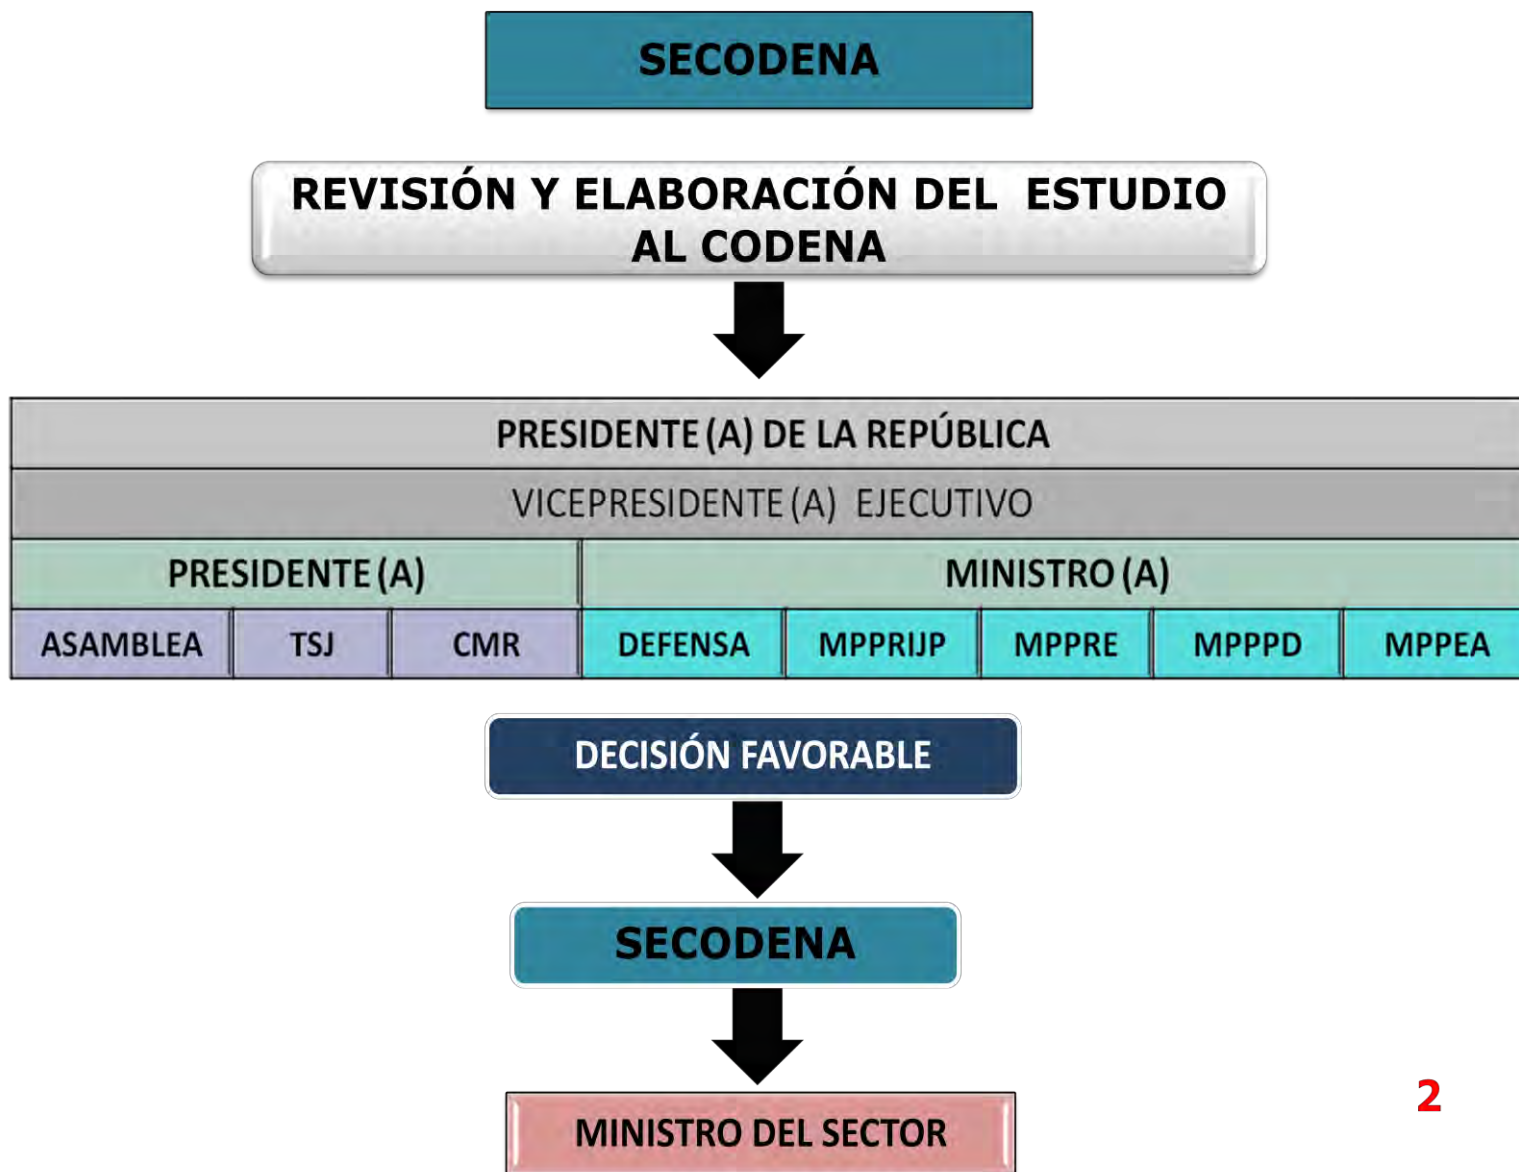 SECODENA
REVISIÓN Y ELABORACIÓN DEL ESTUDIO
AL CODENA
PRESIDENTE (A) DE LA REPÚBLICA
VICEPRESIDENTE (A) EJECUTIVO
PRESIDENTE (A) MINISTRO (A)
ASAMBLEA TSJ CMR DEFENSA MPPRIJP MPPRE MPPPD MPPEA
DECISIÓN FAVORABLE
SECODENA
MINISTRO DEL SECTOR
2